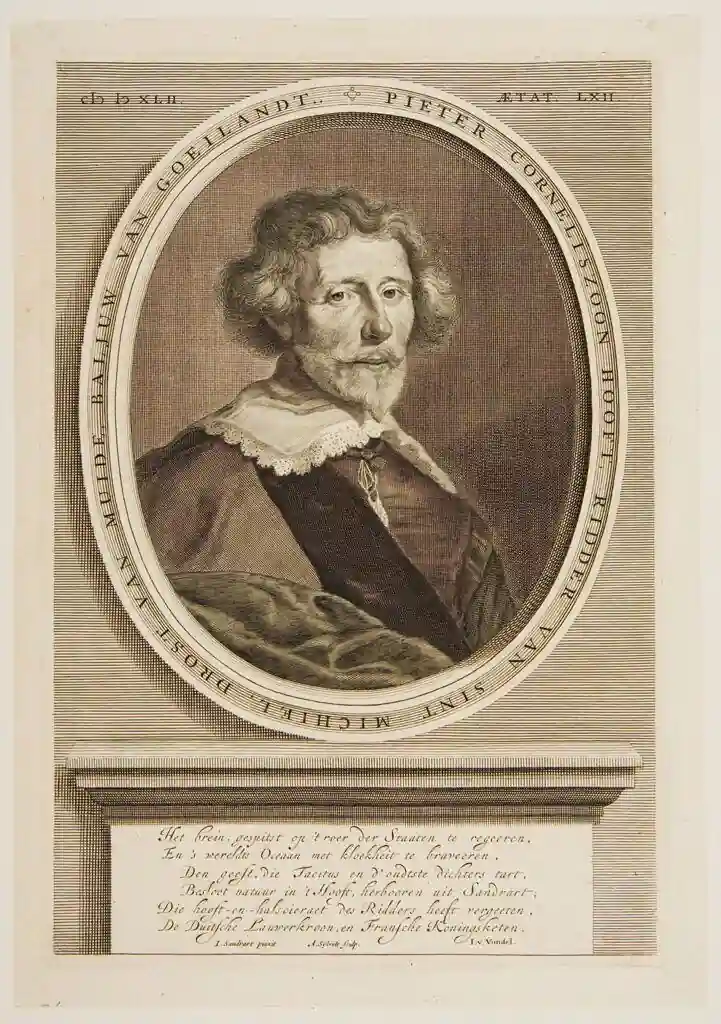 cIɔ Iɔ XLII.
ÆTAT. LXII.
PIETER CORNELISZOON HOOFT, RIDDER VAN SINT MICHIEL, DROST VAN MUIDE, BALJUW VAN GOEILANDT..
Het brein, gespitst op 't roer der Staaten te regeeren,
En 's werelts Oceaan met kloekheit te braveeren,
Den geest, die Tacitus en d'oudtste dichters tart,
Besloot natuur in 't Hooft, herbooren uit Sandrart;
Die hooft-en-halscieraet des Ridders heeft vergeeten,
De Duitsche Lauwerkroon, en Fransche Koningsketen.
I. Sandrart pinxit A. Sylvelt sculp. I. v. Vondel.